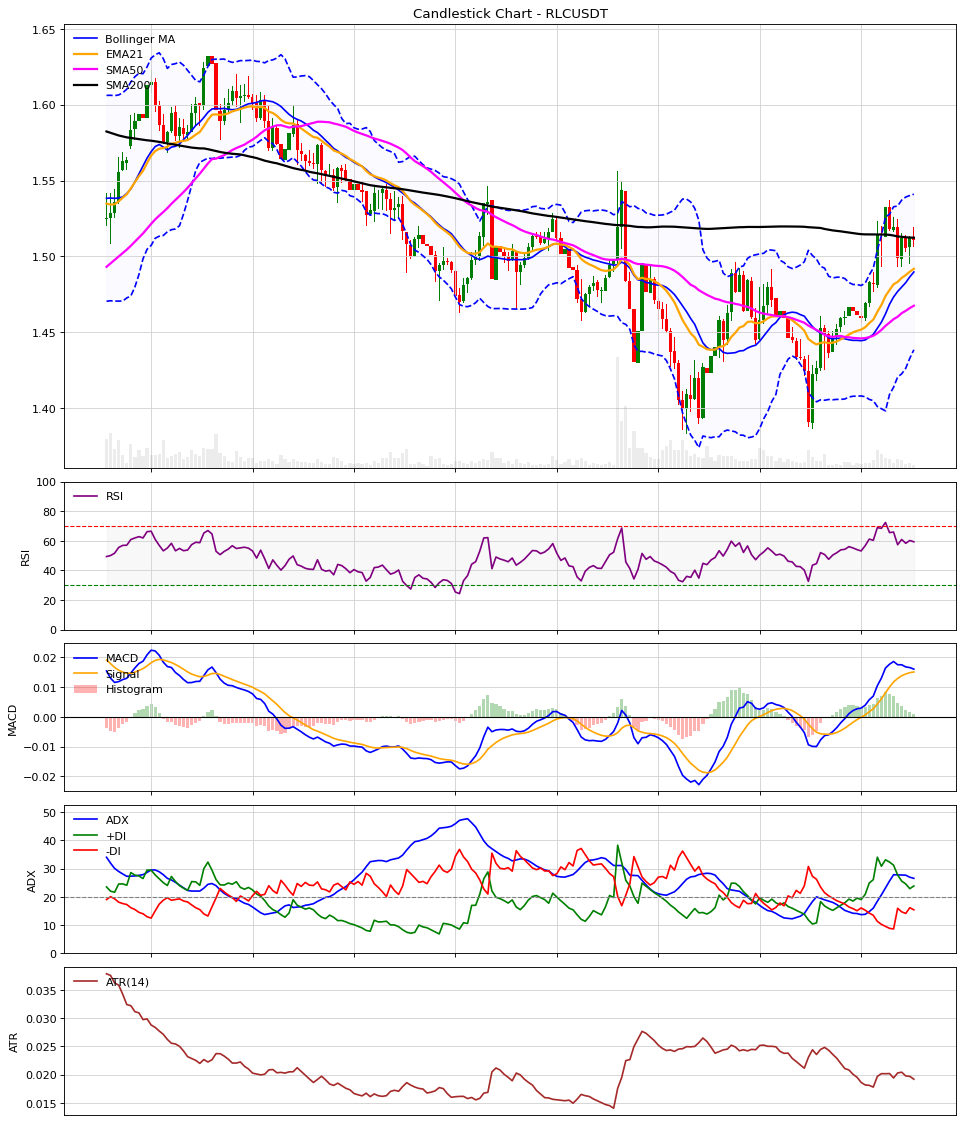 Candlestick Chart - RLCUSDT
1.65
1.60
1.55
1.50
1.45
1.40
Bollinger MA
EMA21
SMA50
SMA200
100
80
60
40
20
0
RSI
RSI
0.02
0.01
0.00
−0.01
−0.02
MACD
MACD
Signal
Histogram
50
40
30
20
10
0
ADX
ADX
+DI
-DI
0.035
0.030
0.025
0.020
0.015
ATR
ATR(14)